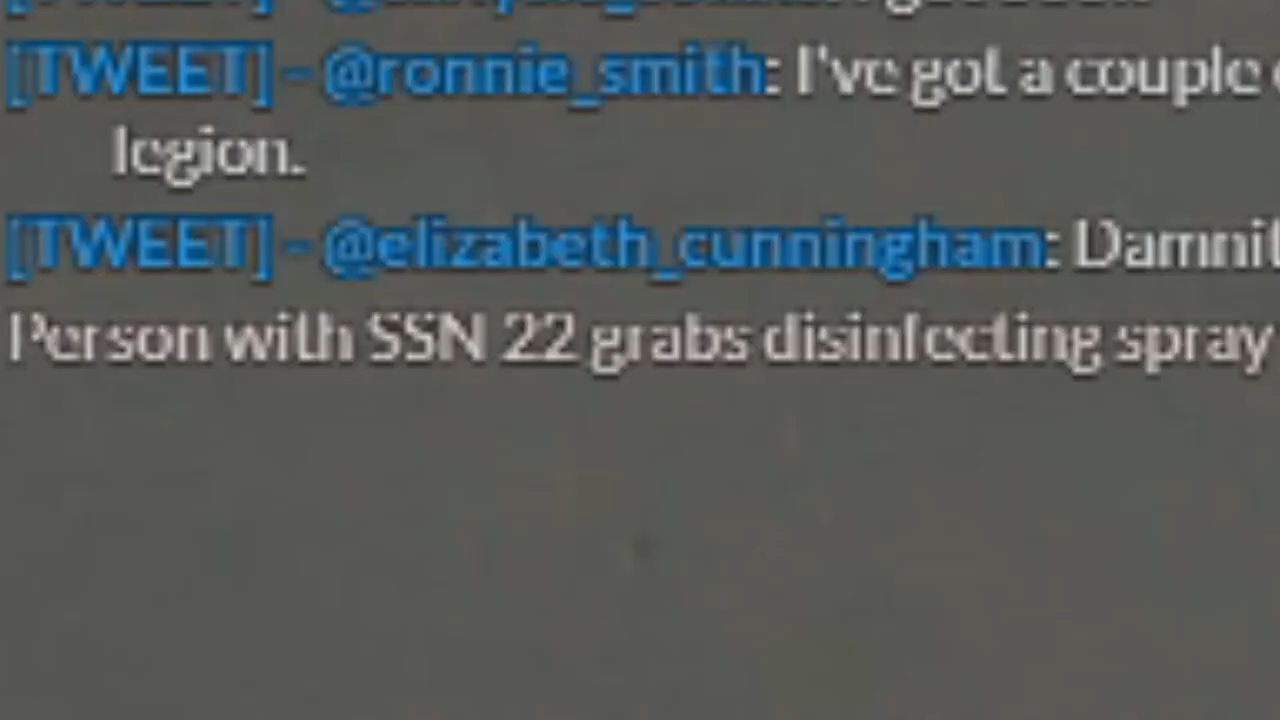 [TWEET] - @ronnie_smith: I've got a couple
legion.
[TWEET] - @elizabeth_cunningham: Damnit
Person with SSN 22 grabs disinfecting spray